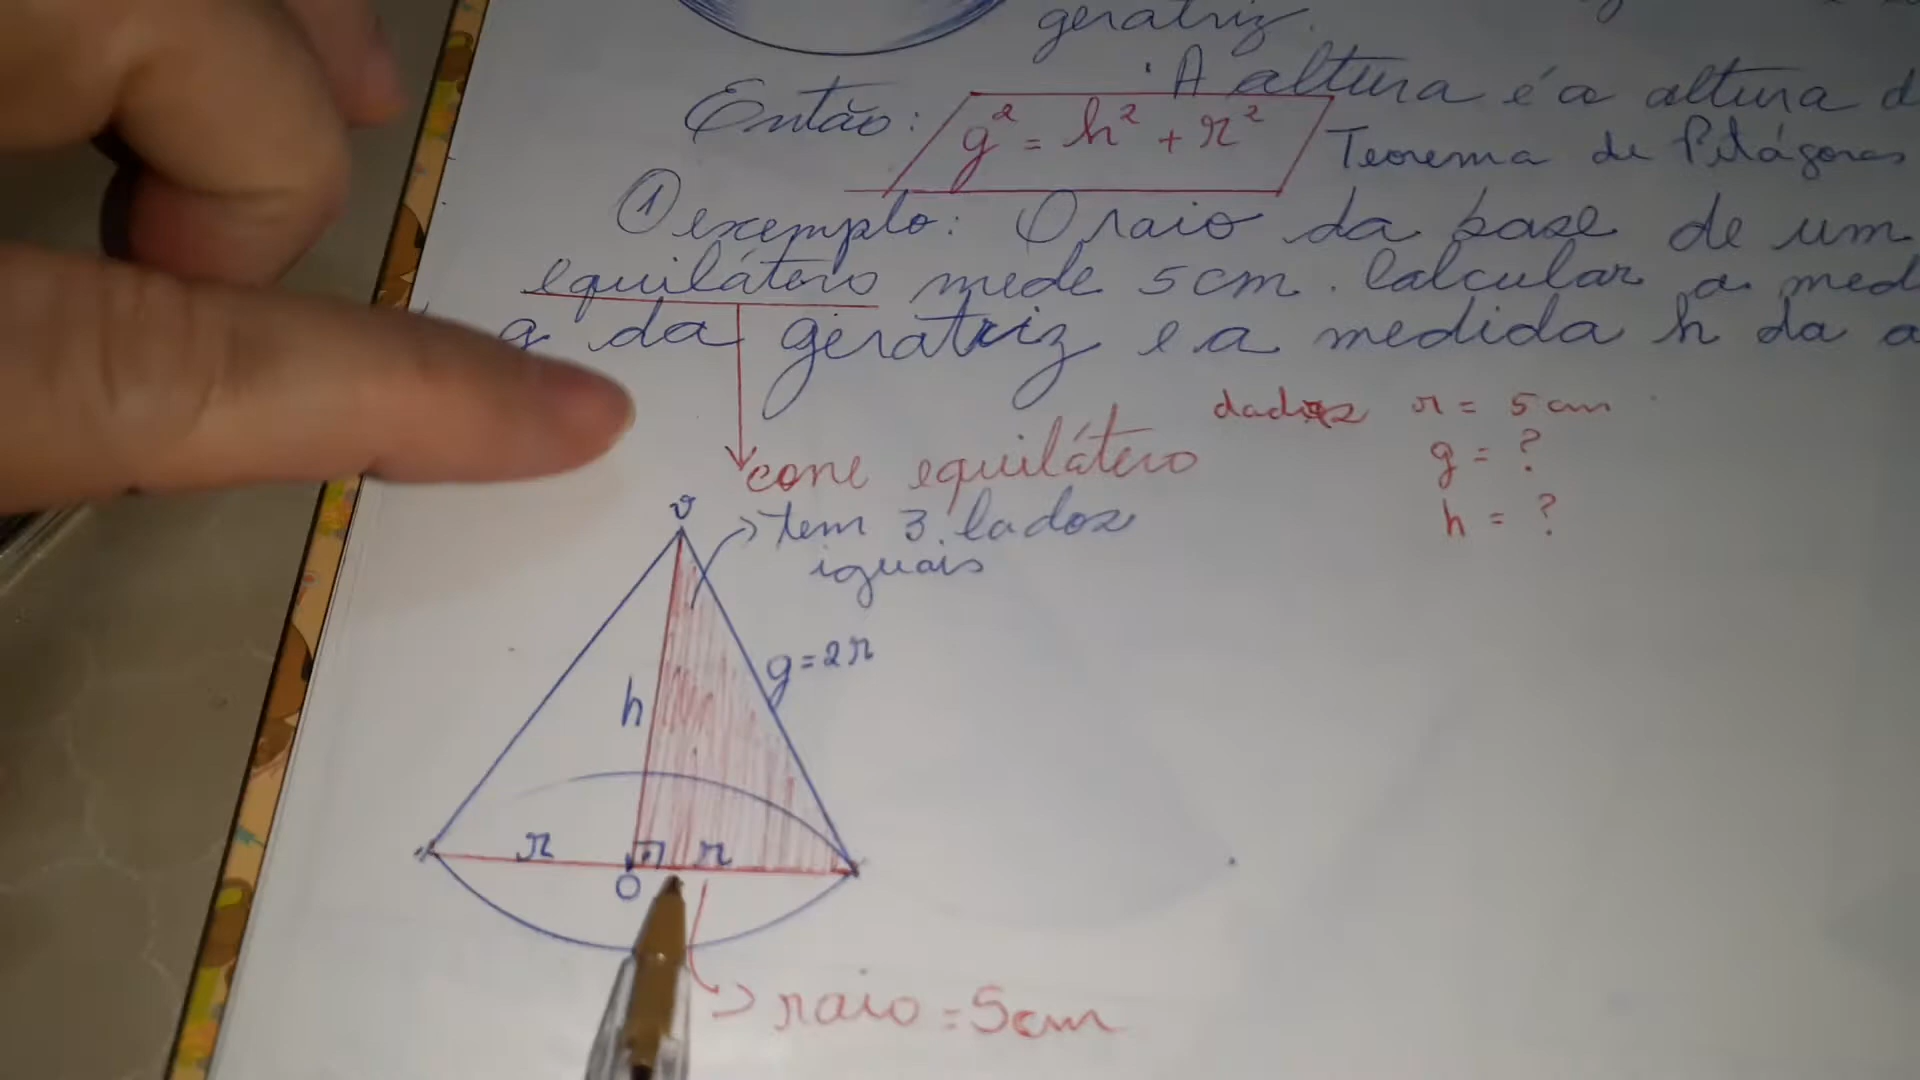 geratriz.
A altura é a altura d
Então: g² = h² + r²
Teorema de Pitágoras
① exemplo: O raio da base de um
equilátero mede 5cm. Calcular a med
g da geratriz e a medida h da a
dados r = 5cm
g = ?
h = ?
cone equilátero
tem 3 lados
iguais
v
g=2r
h
r
r
O
raio = 5cm